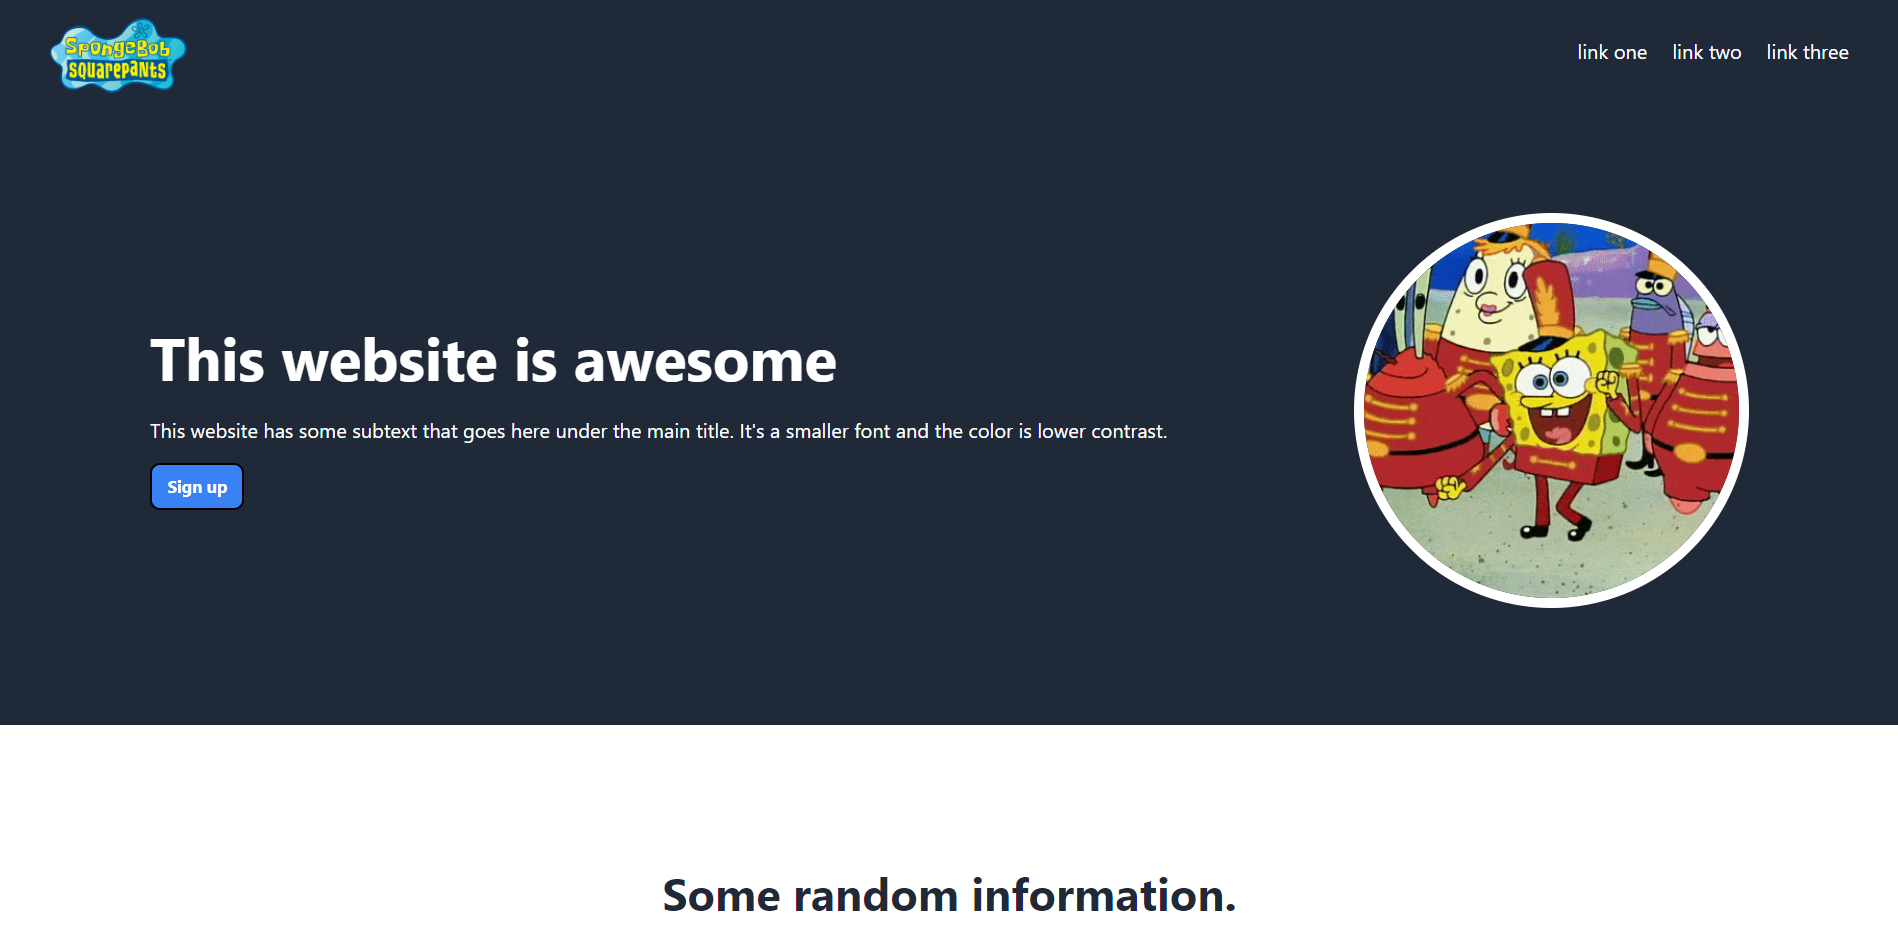 SpongeBob
squarepants
link one link two link three
This website is awesome
This website has some subtext that goes here under the main title. It's a smaller font and the color is lower contrast.
Sign up
Some random information.